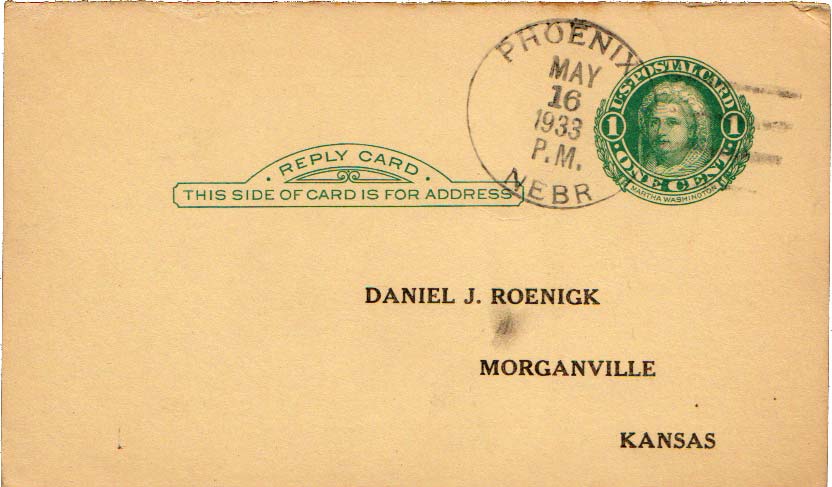 PHOENIX
MAY
16
1933
P.M.
NEBR
U·S·POSTAL CARD
1 1
·ONE CENT·
MARTHA WASHINGTON
· REPLY CARD ·
THIS SIDE OF CARD IS FOR ADDRESS
DANIEL J. ROENIGK
MORGANVILLE
KANSAS